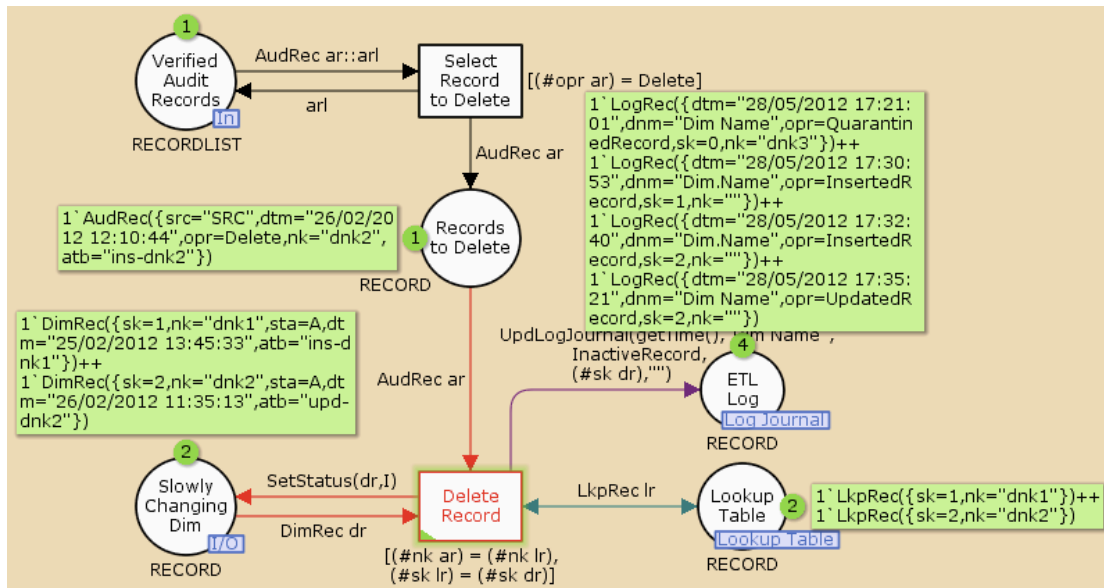 1
Verified
Audit
Records
In
RECORDLIST
AudRec ar::arl
arl
Select
Record
to Delete
[(#opr ar) = Delete]
1`LogRec({dtm="28/05/2012 17:21:
01",dnm="Dim Name",opr=Quarantin
edRecord,sk=0,nk="dnk3"})++
1`LogRec({dtm="28/05/2012 17:30:
53",dnm="Dim.Name",opr=InsertedR
ecord,sk=1,nk=""})++
1`LogRec({dtm="28/05/2012 17:32:
40",dnm="Dim.Name",opr=InsertedR
ecord,sk=2,nk=""})++
1`LogRec({dtm="28/05/2012 17:35:
21",dnm="Dim Name",opr=UpdatedR
ecord,sk=2,nk=""})
AudRec ar
1`AudRec({src="SRC",dtm="26/02/20
12 12:10:44",opr=Delete,nk="dnk2",
atb="ins-dnk2"})
1
Records
to Delete
RECORD
1`DimRec({sk=1,nk="dnk1",sta=A,dt
m="25/02/2012 13:45:33",atb="ins-d
nk1"})++
1`DimRec({sk=2,nk="dnk2",sta=A,dt
m="26/02/2012 11:35:13",atb="upd-
dnk2"})
AudRec ar
UpdLogJournal(getTime(), "Dim Name",
InactiveRecord,
(#sk dr),"")
4
ETL
Log
Log Journal
RECORD
2
Slowly
Changing
Dim
I/O
RECORD
SetStatus(dr,I)
DimRec dr
Delete
Record
[(#nk ar) = (#nk lr),
(#sk lr) = (#sk dr)]
LkpRec lr
Lookup
Table
2
Lookup Table
RECORD
1`LkpRec({sk=1,nk="dnk1"})++
1`LkpRec({sk=2,nk="dnk2"})